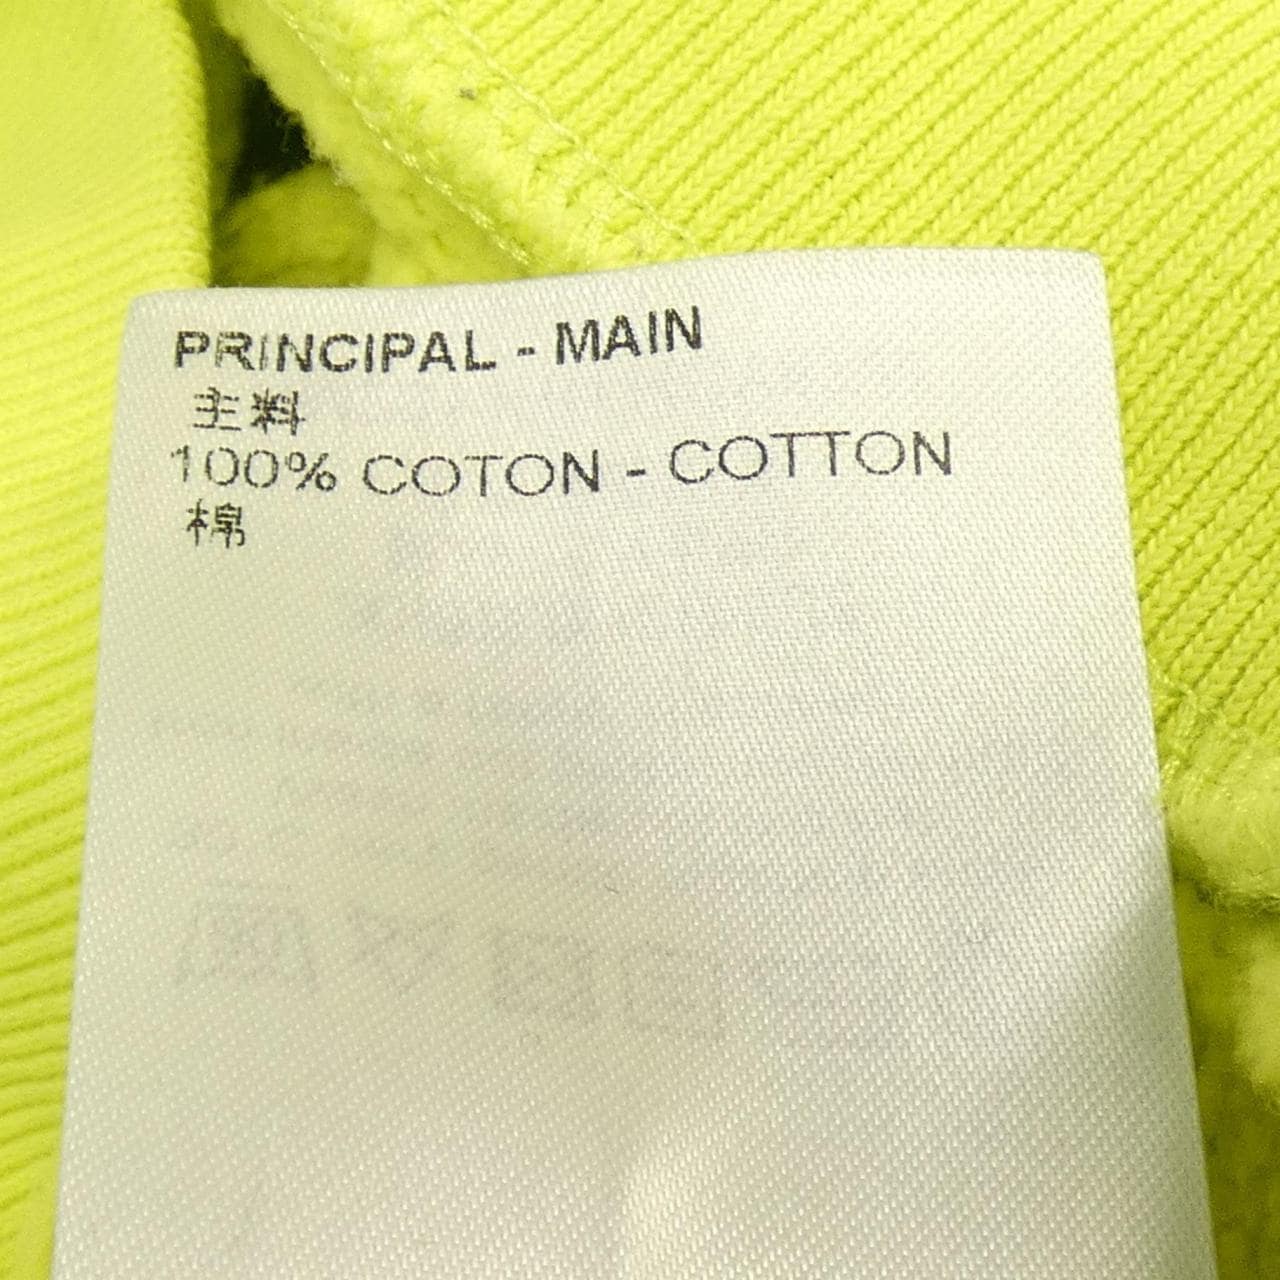 PRINCIPAL - MAIN
主料
100% COTON - COTTON
棉